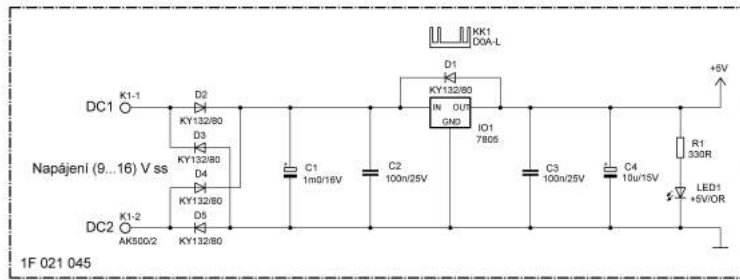 KK1
D0A-L
D1
KY132/80
+5V
K1-1
DC1
D2
KY132/80
IN OUT
GND
IO1
7805
D3
KY132/80
Napájení (9...16) V ss
D4
KY132/80
C1
1m0/16V
C2
100n/25V
C3
100n/25V
C4
10u/15V
R1
330R
LED1
+5V/OR
K1-2
DC2
AK500/2
D5
KY132/80
1F 021 045